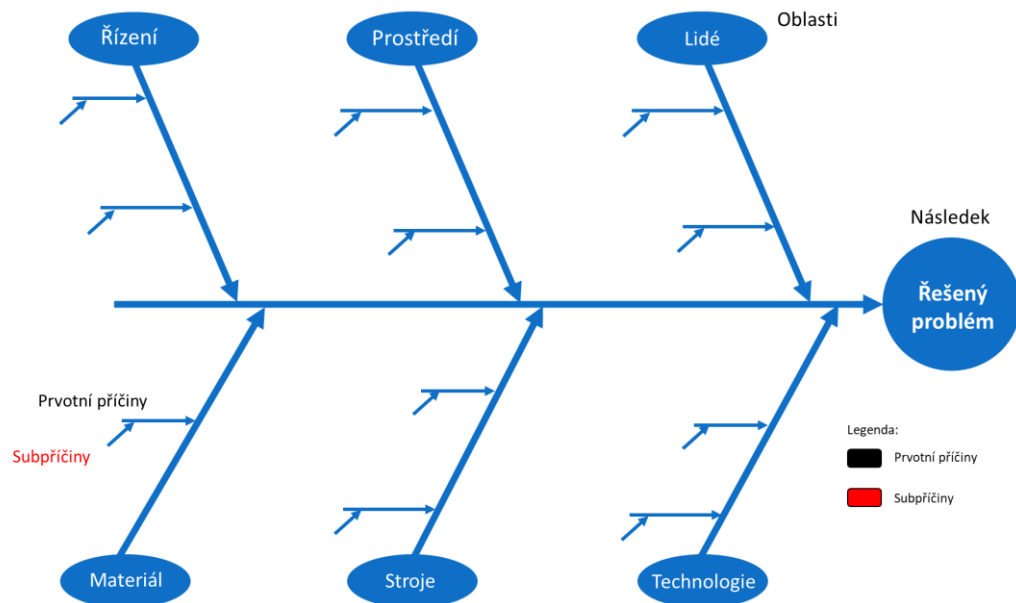 Řízení
Prostředí
Lidé
Oblasti
Následek
Řešený
problém
Prvotní příčiny
Subpříčiny
Legenda:
Prvotní příčiny
Subpříčiny
Materiál
Stroje
Technologie